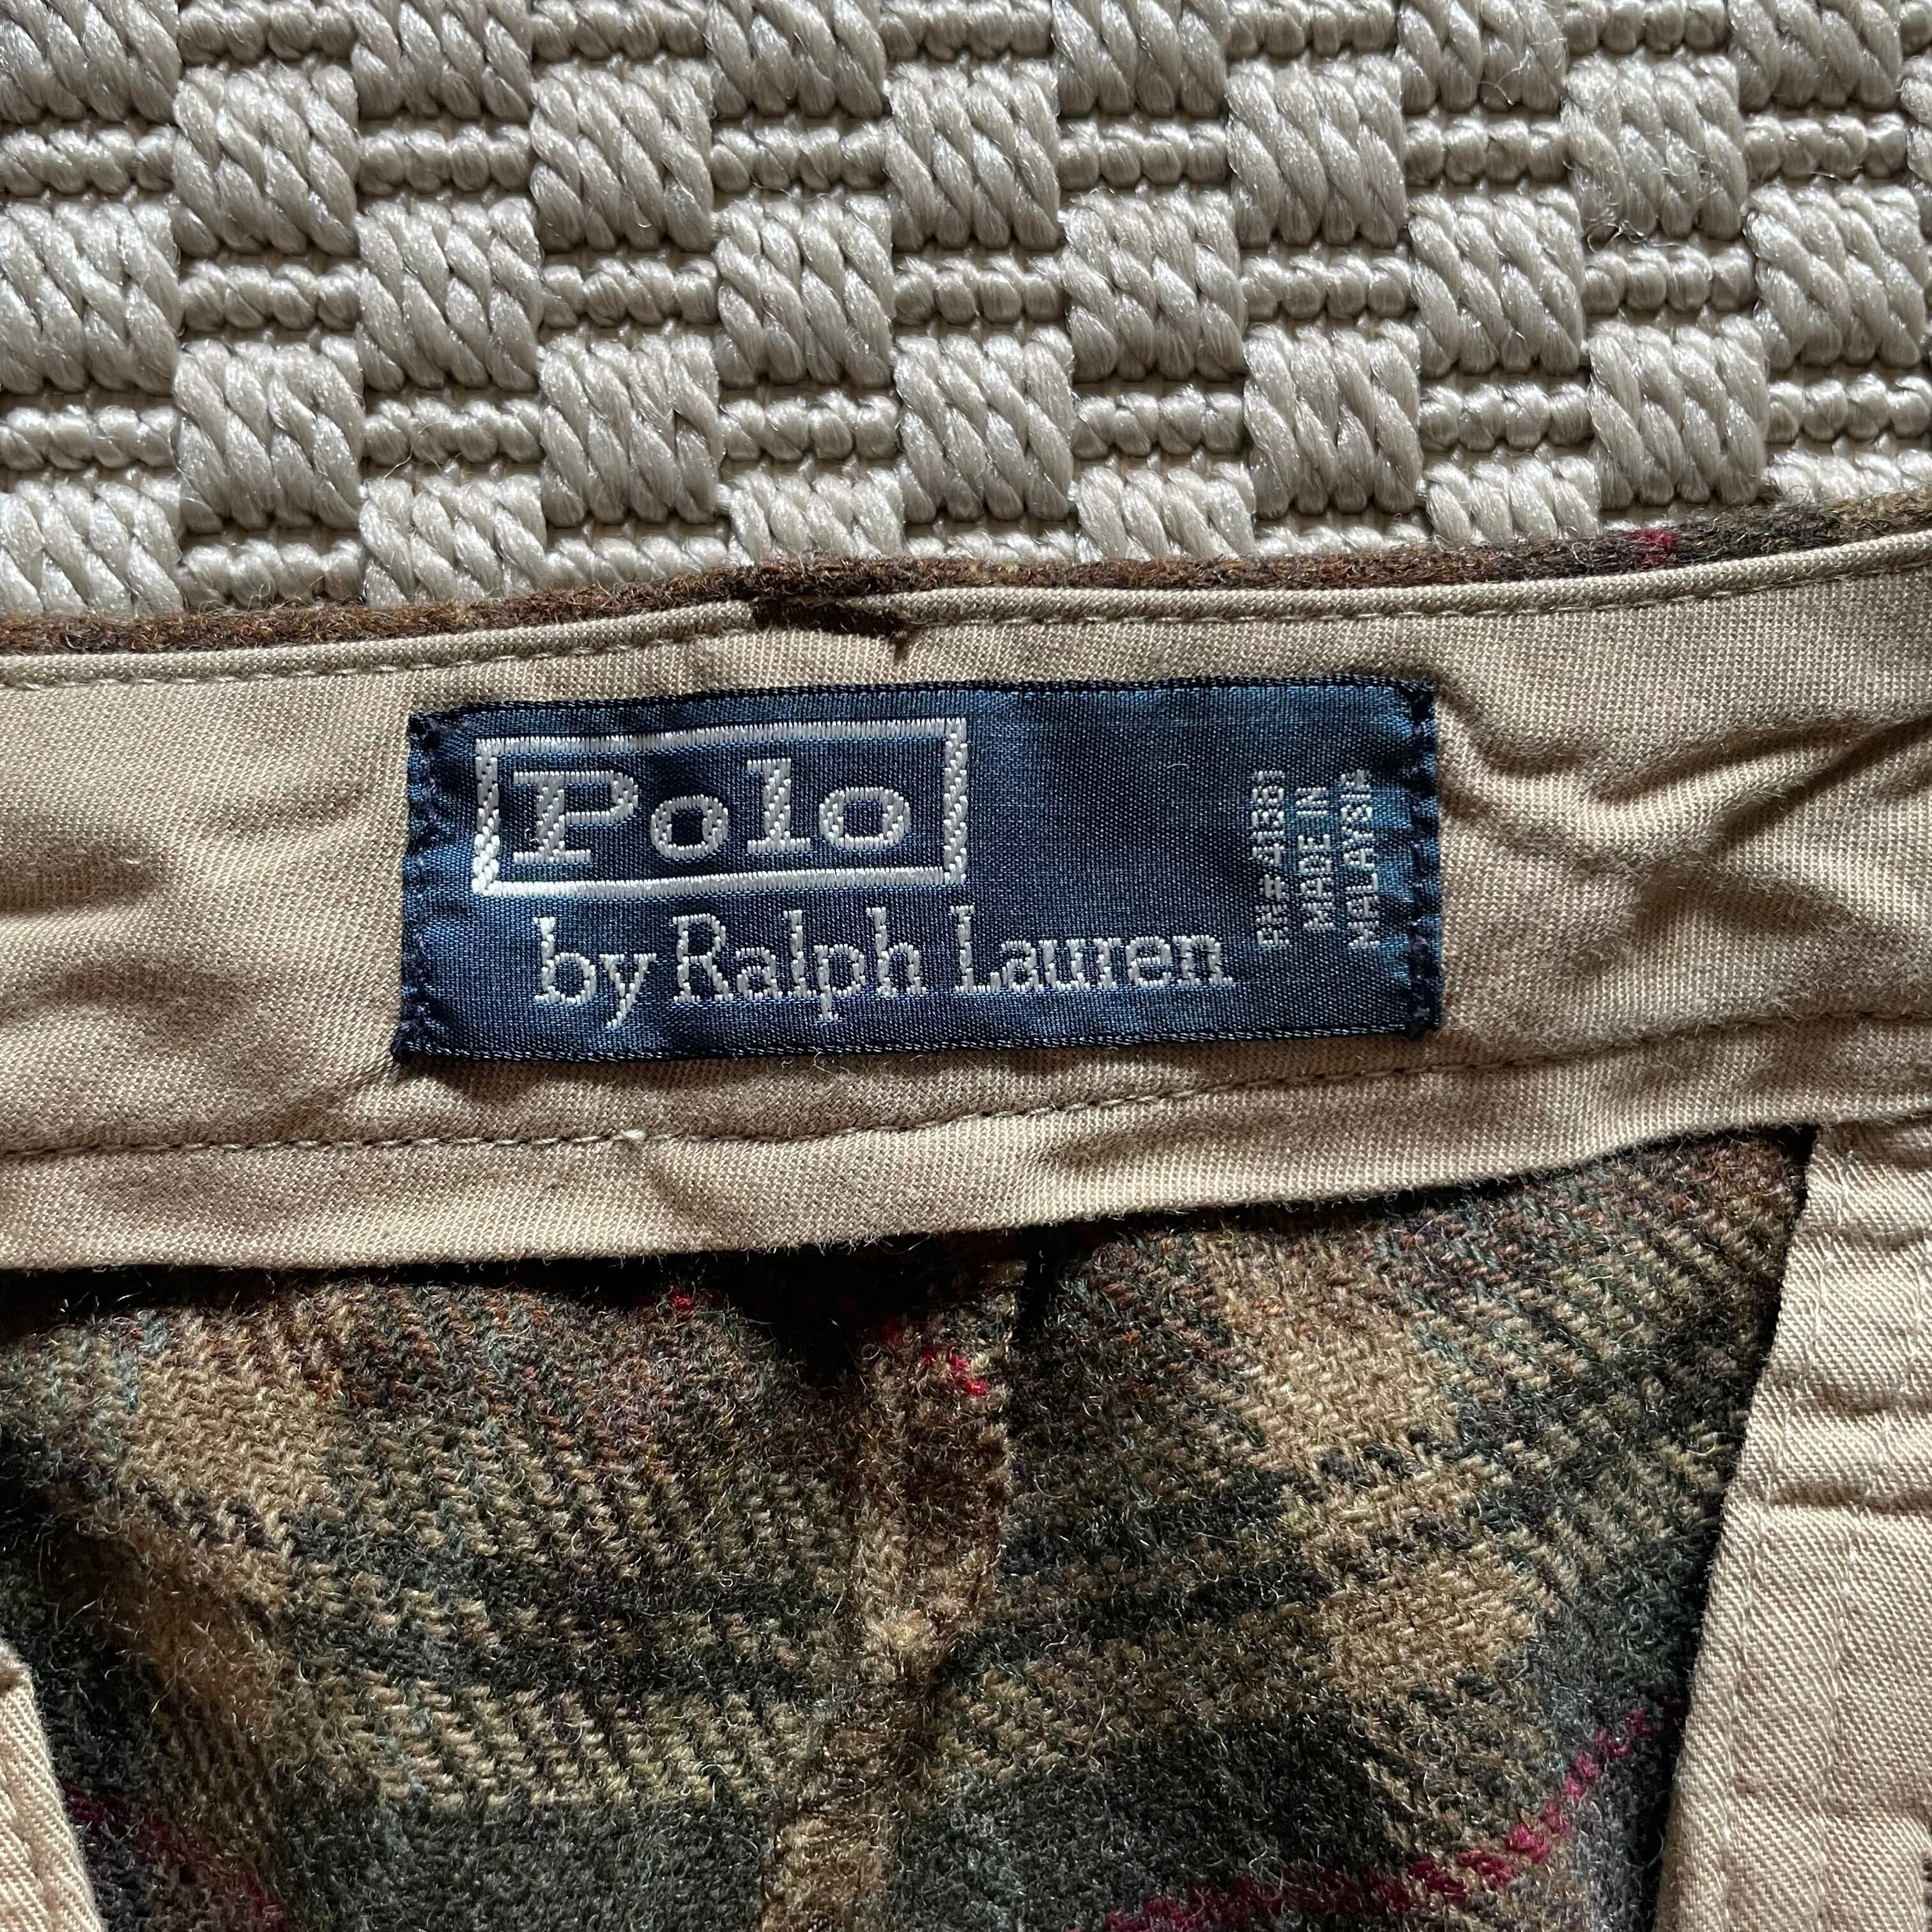 Polo
by Ralph Lauren
RN# 41381
MADE IN
MALAYSIA